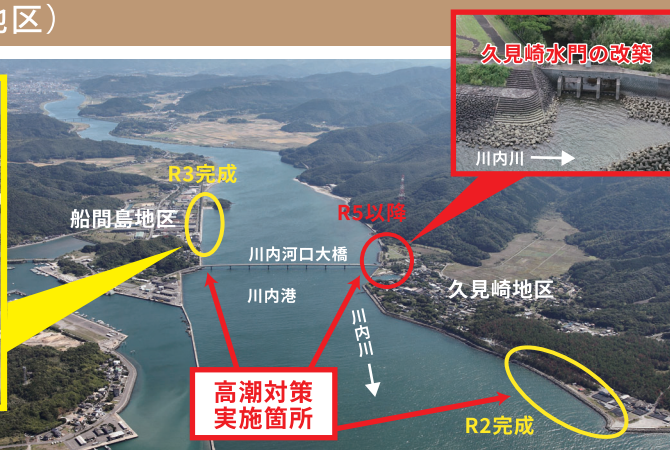 地区）
久見崎水門の改築
川内川
R3完成
船間島地区
R5以降
川内河口大橋
川内港
久見崎地区
川内川
高潮対策
実施箇所
R2完成